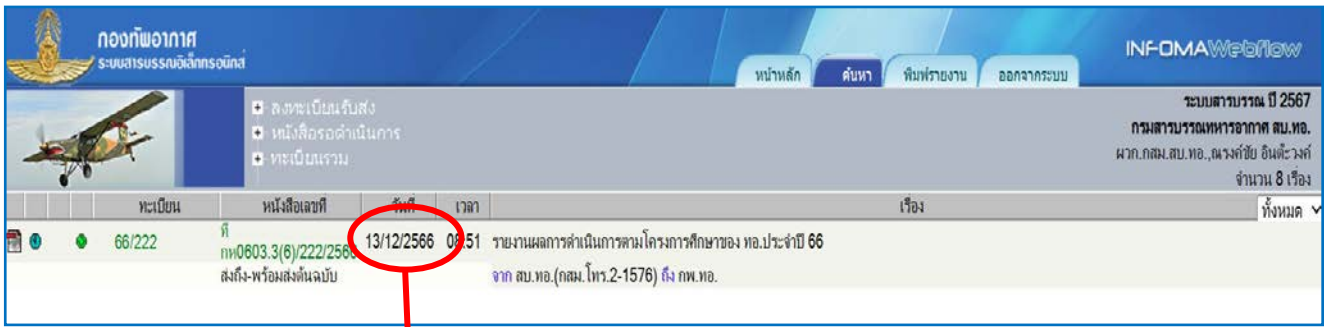 กองทัพอากาศ
ระบบสารบรรณอิเล็กทรอนิกส์
INFOMAWebflow
หน้าหลัก ค้นหา พิมพ์รายงาน ออกจากระบบ
ลงทะเบียนรับส่ง
หนังสือรอดำเนินการ
ทะเบียนรวม
ระบบสารบรรณ ปี 2567
กรมสารบรรณทหารอากาศ สบ.ทอ.
ผวก.กสม.สบ.ทอ.,ณรงค์ชัย อินต๊ะวงค์
จำนวน 8 เรื่อง
ทะเบียน หนังสือเลขที่ วันที่ เวลา เรื่อง ทั้งหมด
66/222 ที่ กห0603.3(6)/222/2566 13/12/2566 08:51 รายงานผลการดำเนินการตามโครงการศึกษาของ ทอ.ประจำปี 66
ส่งถึง-พร้อมส่งต้นฉบับ จาก สบ.ทอ.(กสม.โทร.2-1576) ถึง กพ.ทอ.